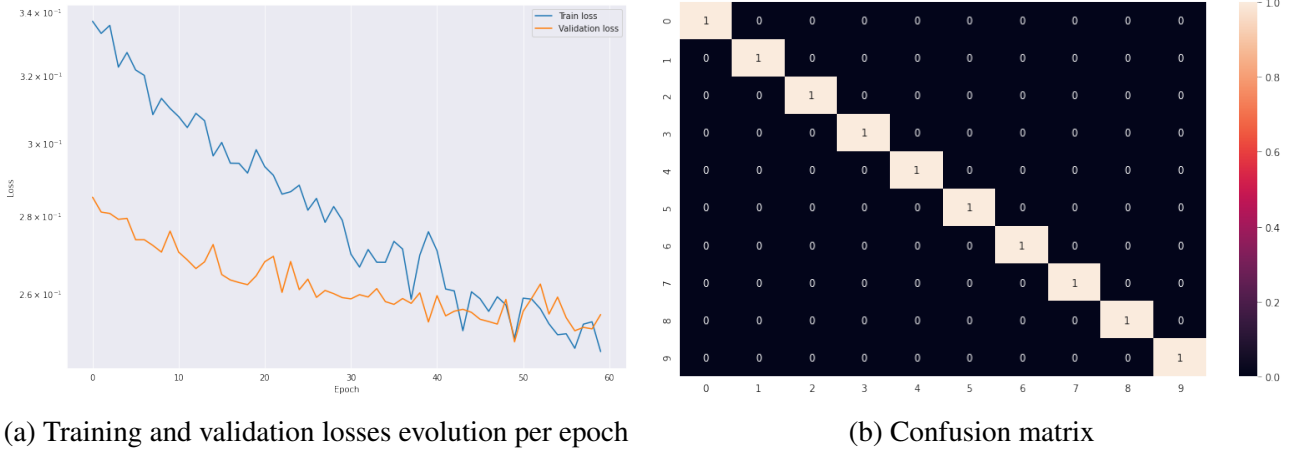 3.4 × 10⁻¹
3.2 × 10⁻¹
3 × 10⁻¹
2.8 × 10⁻¹
2.6 × 10⁻¹
Loss
Train loss
Validation loss
0 10 20 30 40 50 60
Epoch
0 1 0 0 0 0 0 0 0 0 0
1 0 1 0 0 0 0 0 0 0 0
2 0 0 1 0 0 0 0 0 0 0
3 0 0 0 1 0 0 0 0 0 0
4 0 0 0 0 1 0 0 0 0 0
5 0 0 0 0 0 1 0 0 0 0
6 0 0 0 0 0 0 1 0 0 0
7 0 0 0 0 0 0 0 1 0 0
8 0 0 0 0 0 0 0 0 1 0
9 0 0 0 0 0 0 0 0 0 1
0 1 2 3 4 5 6 7 8 9
1.0
0.8
0.6
0.4
0.2
0.0
(a) Training and validation losses evolution per epoch
(b) Confusion matrix